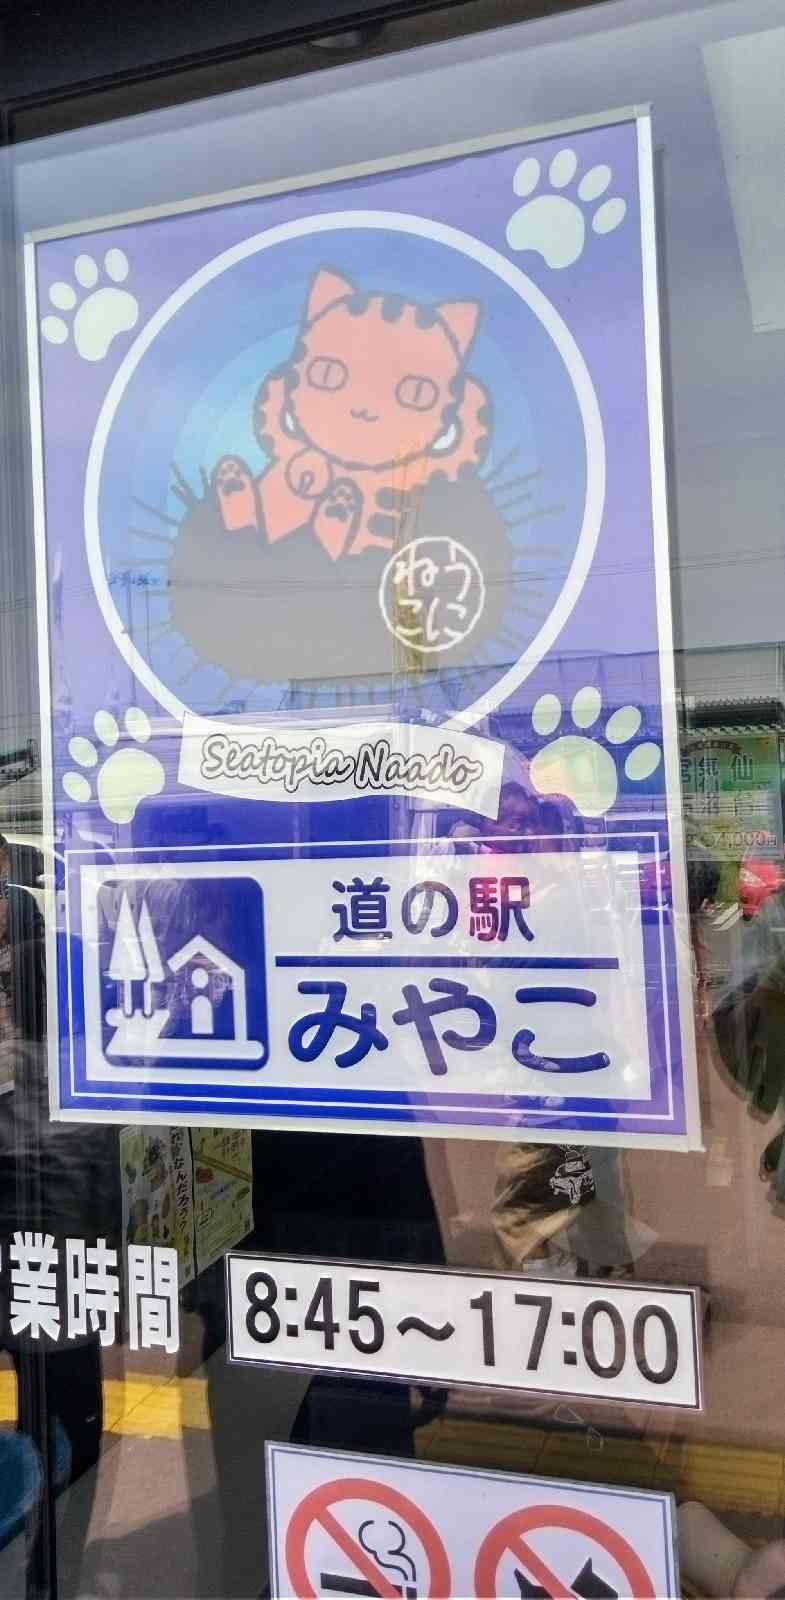 うに
ねこ
Seatopia Naado
道の駅
みやこ
業時間
8:45～17:00